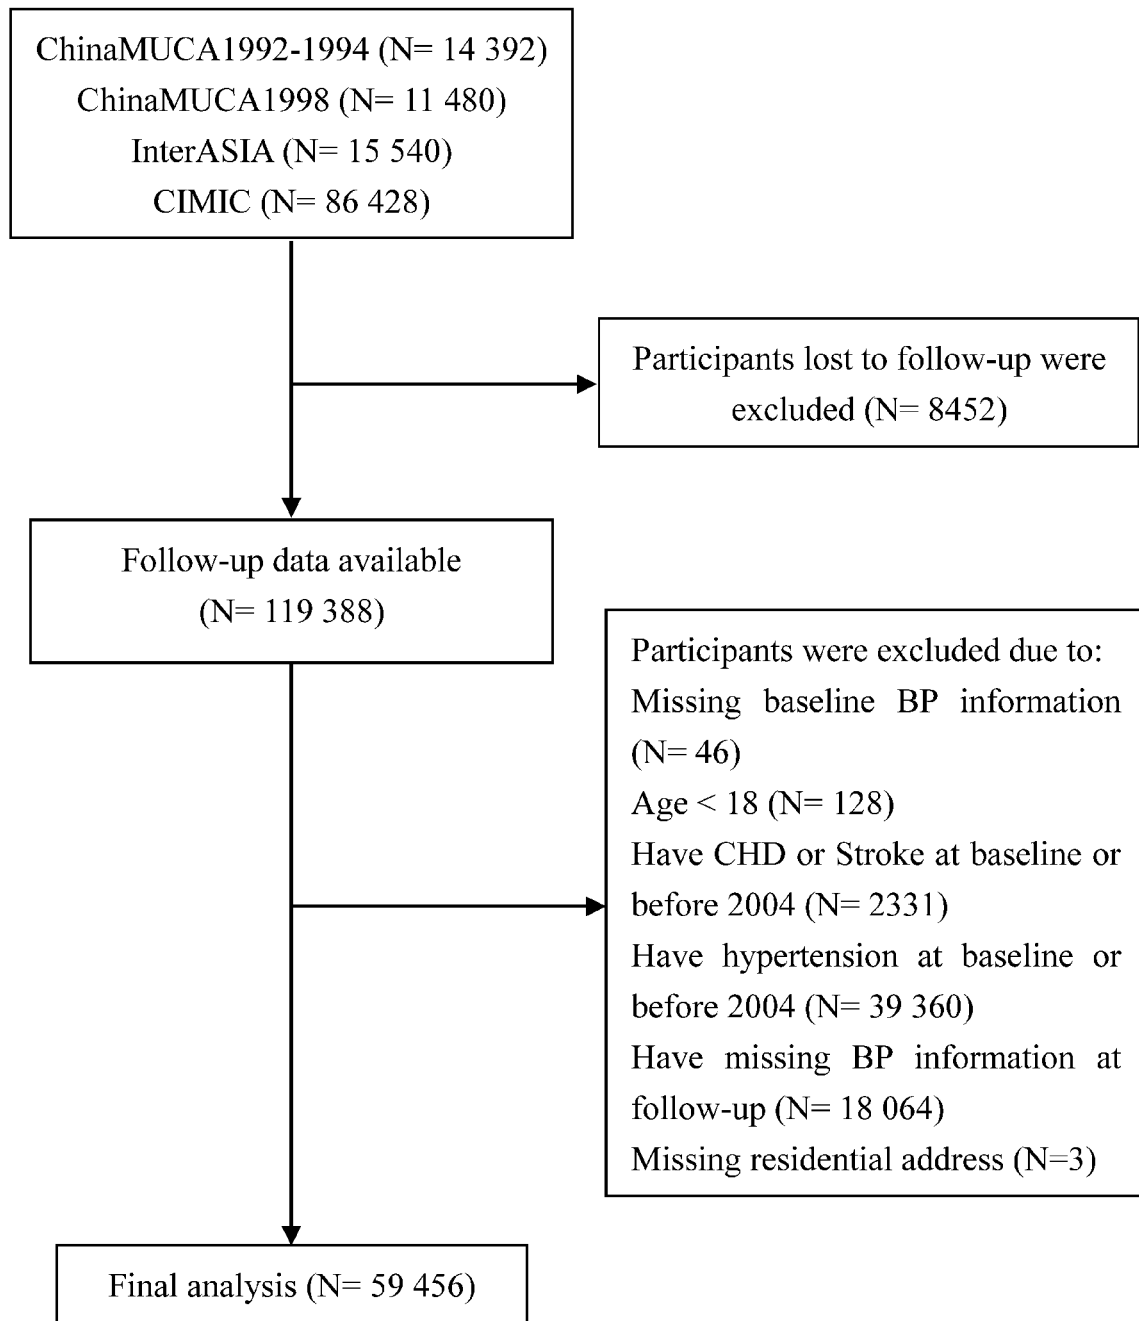 ChinaMUCA1992-1994 (N= 14 392)
ChinaMUCA1998 (N= 11 480)
InterASIA (N= 15 540)
CIMIC (N= 86 428)
Participants lost to follow-up were
excluded (N= 8452)
Follow-up data available
(N= 119 388)
Participants were excluded due to:
Missing baseline BP information
(N= 46)
Age < 18 (N= 128)
Have CHD or Stroke at baseline or
before 2004 (N= 2331)
Have hypertension at baseline or
before 2004 (N= 39 360)
Have missing BP information at
follow-up (N= 18 064)
Missing residential address (N=3)
Final analysis (N= 59 456)